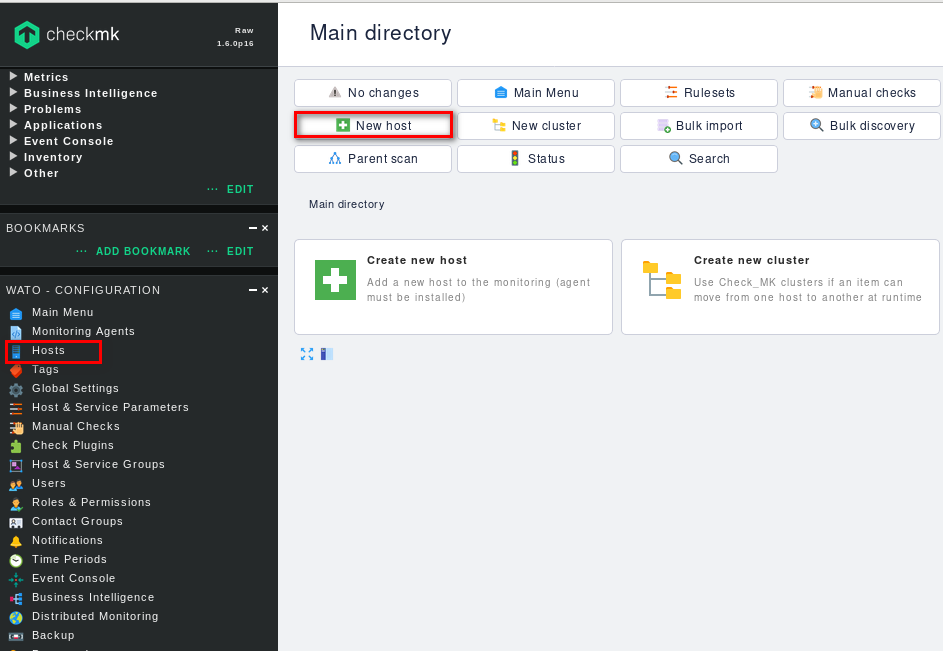 checkmk
Raw
1.6.0p16
Metrics
Business Intelligence
Problems
Applications
Event Console
Inventory
Other
··· EDIT
BOOKMARKS
··· ADD BOOKMARK ··· EDIT
WATO - CONFIGURATION
Main Menu
Monitoring Agents
Hosts
Tags
Global Settings
Host & Service Parameters
Manual Checks
Check Plugins
Host & Service Groups
Users
Roles & Permissions
Contact Groups
Notifications
Time Periods
Event Console
Business Intelligence
Distributed Monitoring
Backup
Main directory
No changes
Main Menu
Rulesets
Manual checks
New host
New cluster
Bulk import
Bulk discovery
Parent scan
Status
Search
Main directory
Create new host
Add a new host to the monitoring (agent
must be installed)
Create new cluster
Use Check_MK clusters if an item can
move from one host to another at runtime